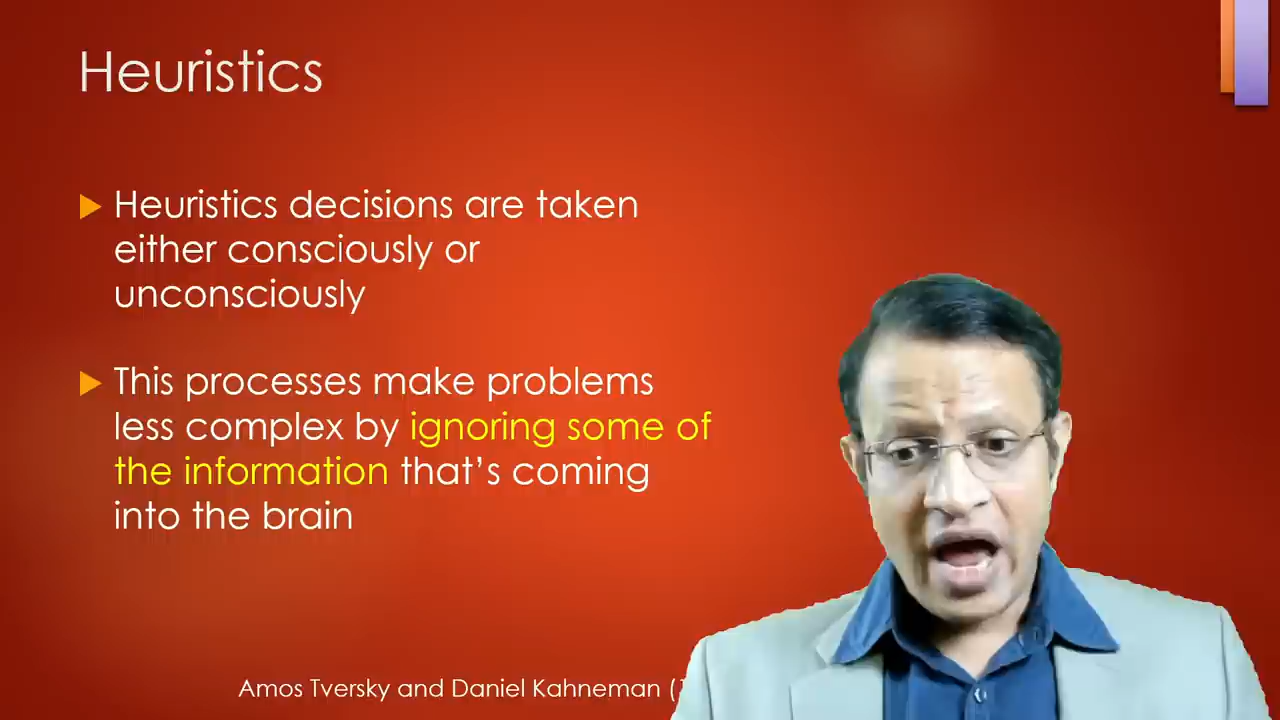 Heuristics
Heuristics decisions are taken
either consciously or
unconsciously
This processes make problems
less complex by ignoring some of
the information that's coming
into the brain
Amos Tversky and Daniel Kahneman (